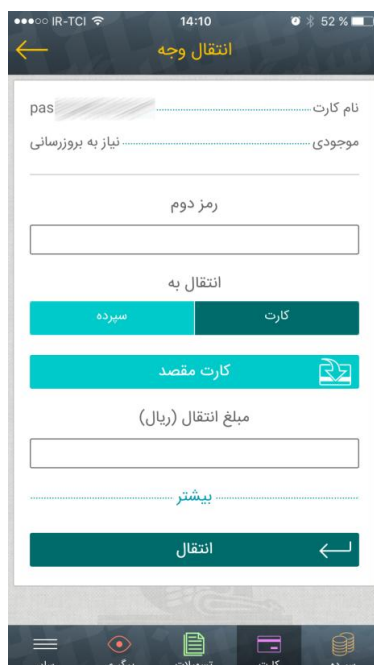 IR-TCI 14:10 52 %
انتقال وجه
نام کارت pas
موجودی نیاز به بروزرسانی
رمز دوم
انتقال به
کارت سپرده
کارت مقصد
مبلغ انتقال (ریال)
بیشتر
انتقال